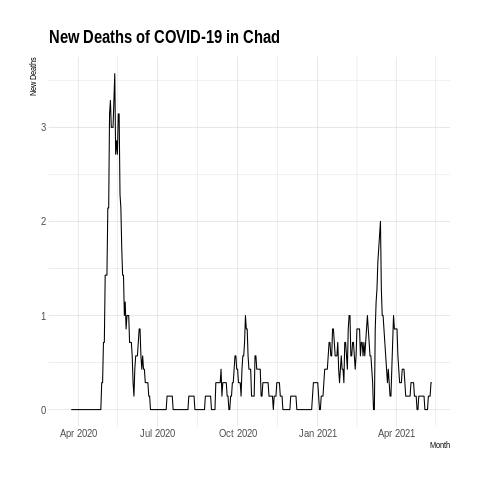 New Deaths of COVID-19 in Chad
New Deaths
3
2
1
0
Apr 2020 Jul 2020 Oct 2020 Jan 2021 Apr 2021
Month